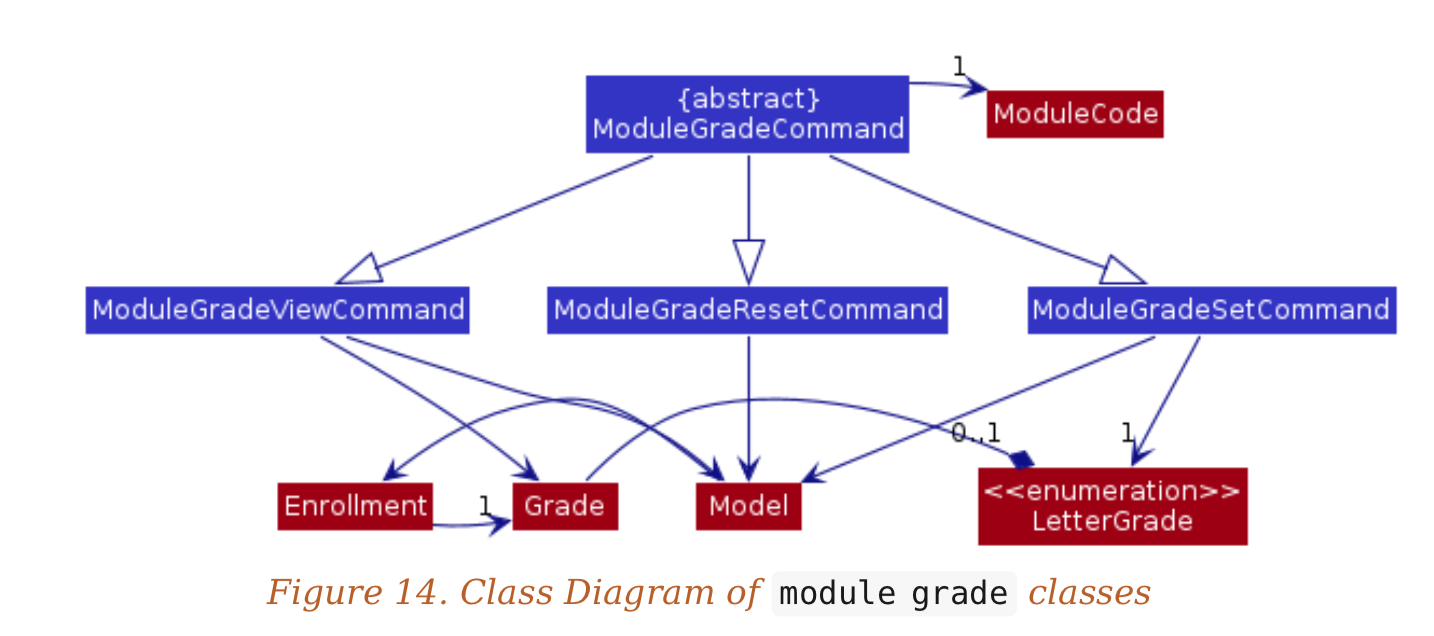 1
{abstract}
ModuleGradeCommand
ModuleCode
ModuleGradeViewCommand
ModuleGradeResetCommand
ModuleGradeSetCommand
0..1
1
Enrollment
1
Grade
Model
<<enumeration>>
LetterGrade
Figure 14. Class Diagram of module grade classes